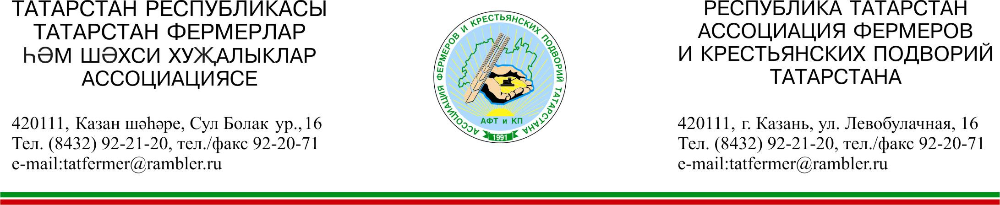 ТАТАРСТАН РЕСПУБЛИКАСЫ
ТАТАРСТАН ФЕРМЕРЛАР
ҺӘМ ШӘХСИ ХУҖАЛЫКЛАР
АССОЦИАЦИЯСЕ
420111, Казан шәһәре, Сул Болак ур., 16
Тел. (8432) 92-21-20, тел./факс 92-20-71
e-mail:tatfermer@rambler.ru
АССОЦИАЦИЯ ФЕРМЕРОВ И КРЕСТЬЯНСКИХ ПОДВОРИЙ ТАТАРСТАНА
АФТ и КП
1991
РЕСПУБЛИКА ТАТАРСТАН
АССОЦИАЦИЯ ФЕРМЕРОВ
И КРЕСТЬЯНСКИХ ПОДВОРИЙ
ТАТАРСТАНА
420111, г. Казань, ул. Левобулачная, 16
Тел. (8432) 92-21-20, тел./факс 92-20-71
e-mail:tatfermer@rambler.ru